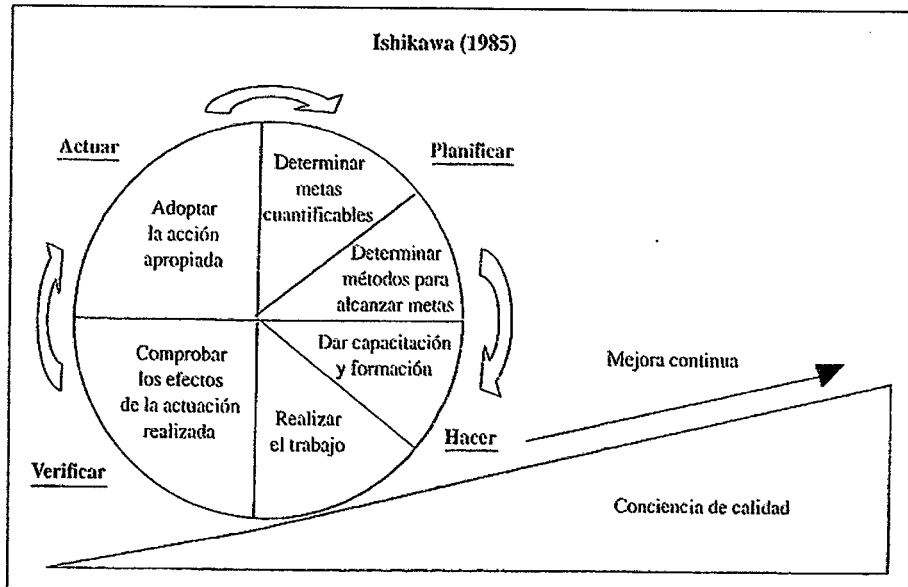 Ishikawa (1985)
Actuar
Planificar
Determinar
metas
cuantificables
Adoptar
la acción
apropiada
Determinar
métodos para
alcanzar metas
Dar capacitación
y formación
Comprobar
los efectos
de la actuación
realizada
Realizar
el trabajo
Hacer
Verificar
Mejora continua
Conciencia de calidad